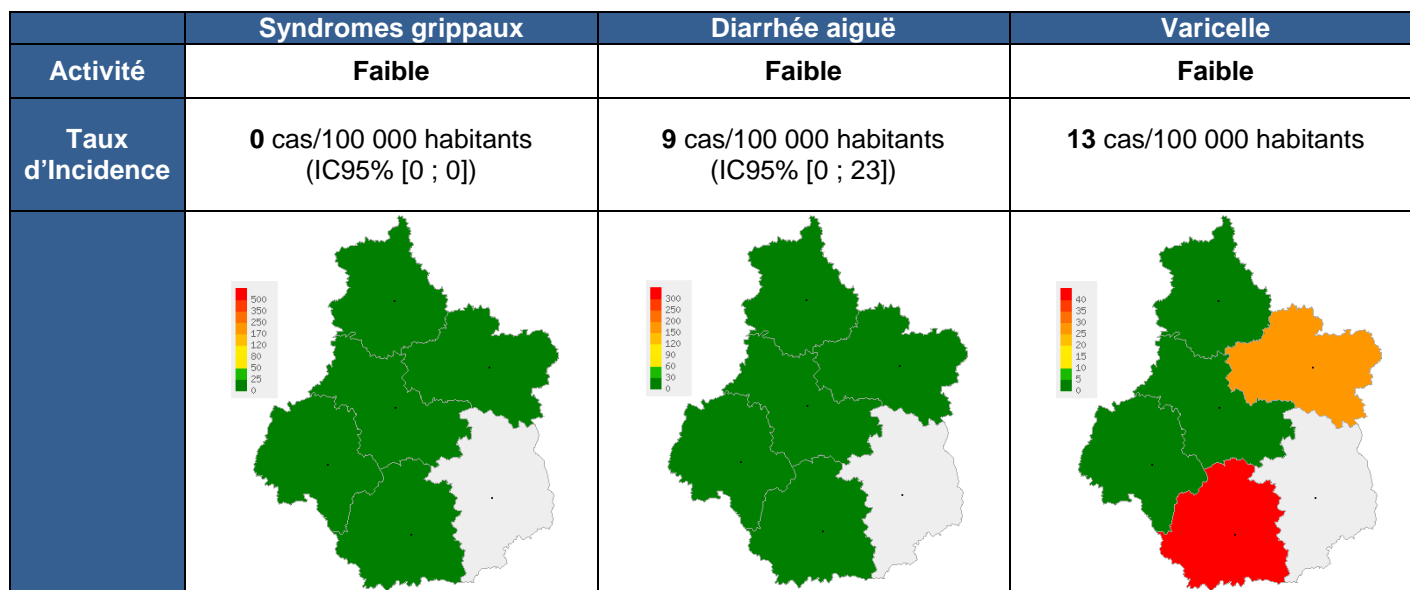 Syndromes grippaux
Diarrhée aiguë
Varicelle
Activité
Faible
Faible
Faible
Taux
d'Incidence
0 cas/100 000 habitants
(IC95% [0 ; 0])
9 cas/100 000 habitants
(IC95% [0 ; 23])
13 cas/100 000 habitants
500
350
250
170
120
80
50
25
0
300
250
200
150
120
90
60
30
0
40
35
30
25
20
15
10
5
0